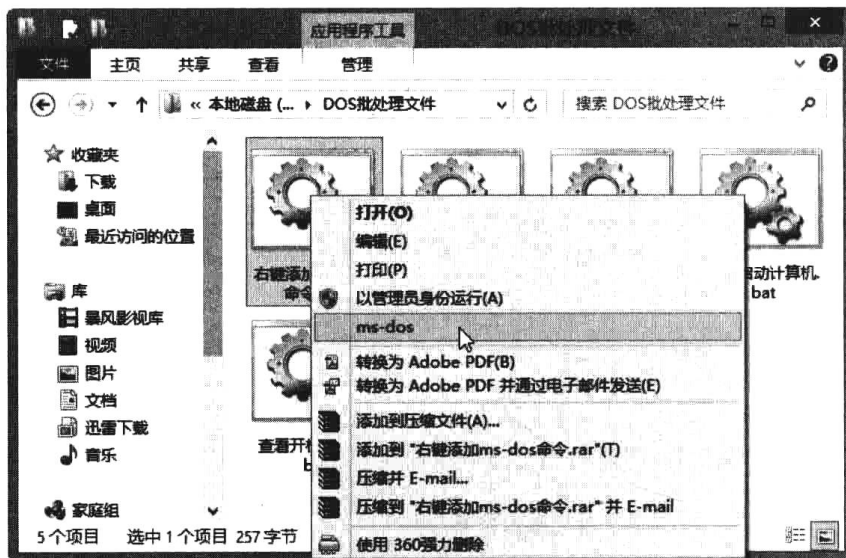 应用程序工具
DOS批处理文件
文件 主页 共享 查看 管理
« 本地磁盘 (... ▸ DOS批处理文件
搜索 DOS批处理文件
收藏夹
下载
桌面
最近访问的位置
库
暴风影视库
视频
图片
文档
迅雷下载
音乐
家庭组
右键添加
命令
查看开机
动计算机.
bat
打开(O)
编辑(E)
打印(P)
以管理员身份运行(A)
ms-dos
转换为 Adobe PDF(B)
转换为 Adobe PDF 并通过电子邮件发送(E)
添加到压缩文件(A)...
添加到 "右键添加ms-dos命令.rar"(T)
压缩并 E-mail...
压缩到 "右键添加ms-dos命令.rar" 并 E-mail
使用 360强力删除
5个项目 选中 1 个项目 257 字节